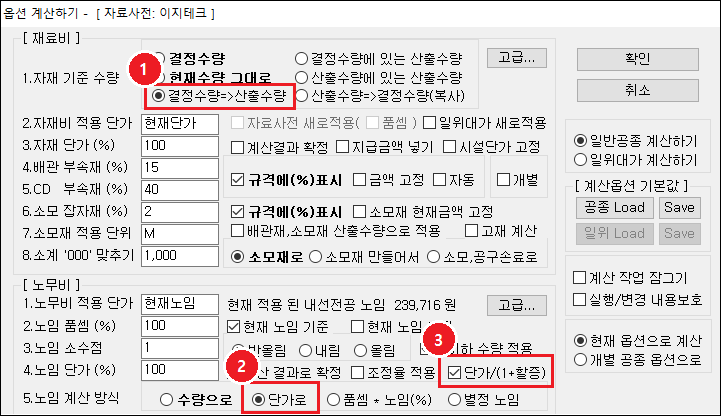 옵션 계산하기 - [ 자료사전: 이지테크 ]
[ 재료비 ]
1.자재 기준 수량
결정수량
결정수량에 있는 산출수량
고급...
1
현재수량 그대로
산출수량에 있는 산출수량
결정수량=>산출수량
산출수량=>결정수량(복사)
2.자재비 적용 단가 현재단가 자료사전 새로적용( 품셈 ) 일위대가 새로적용
3.자재 단가 (%) 100 계산결과 확정 지급금액 넣기 시설단가 고정
4.배관 부속재 (%) 15
5.CD 부속재 (%) 40
규격에(%)표시 금액 고정 자동 개별
6.소모 잡자재 (%) 2 규격에(%)표시 소모재 현재금액 고정
7.소모재 적용 단위 M 배관재,소모재 산출수량으로 적용 고재 계산
8.소계 '000' 맞추기 1,000 소모재로 소모재 만들어서 소모,공구손료로
[ 노무비 ]
1.노무비 적용 단가 현재노임 현재 적용 된 내선전공 노임 239,716 원 고급...
2.노임 품셈 (%) 100 현재 노임 기준 현재 노임
3.노임 소수점 1 반올림 내림 올림 수량 적용
3
4.노임 단가 (%) 100 결과로 확정 조정율 적용 단가/(1+할증)
2
5.노임 계산 방식 수량으로 단가로 품셈 * 노임(%) 별정 노임
확인
취소
일반공종 계산하기
일위대가 계산하기
[ 계산옵션 기본값 ]
공종 Load Save
일위 Load Save
계산 작업 잠그기
실행/변경 내용보호
현재 옵션으로 계산
개별 공종 옵션으로